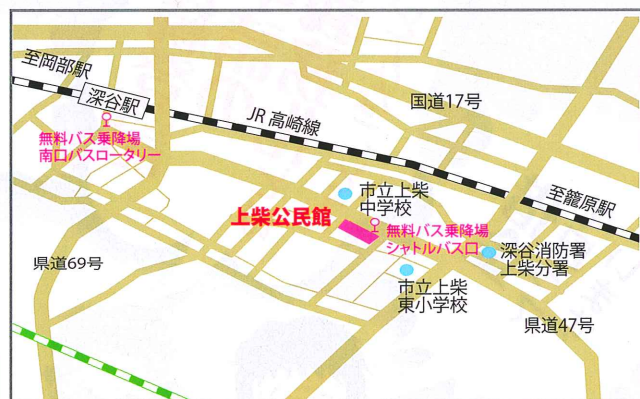 至岡部駅
深谷駅
無料バス乗降場
南口バスロータリー
JR高崎線
国道17号
至籠原駅
市立上柴
中学校
上柴公民館
無料バス乗降場
シャトルバス口
深谷消防署
上柴分署
県道69号
市立上柴
東小学校
県道47号